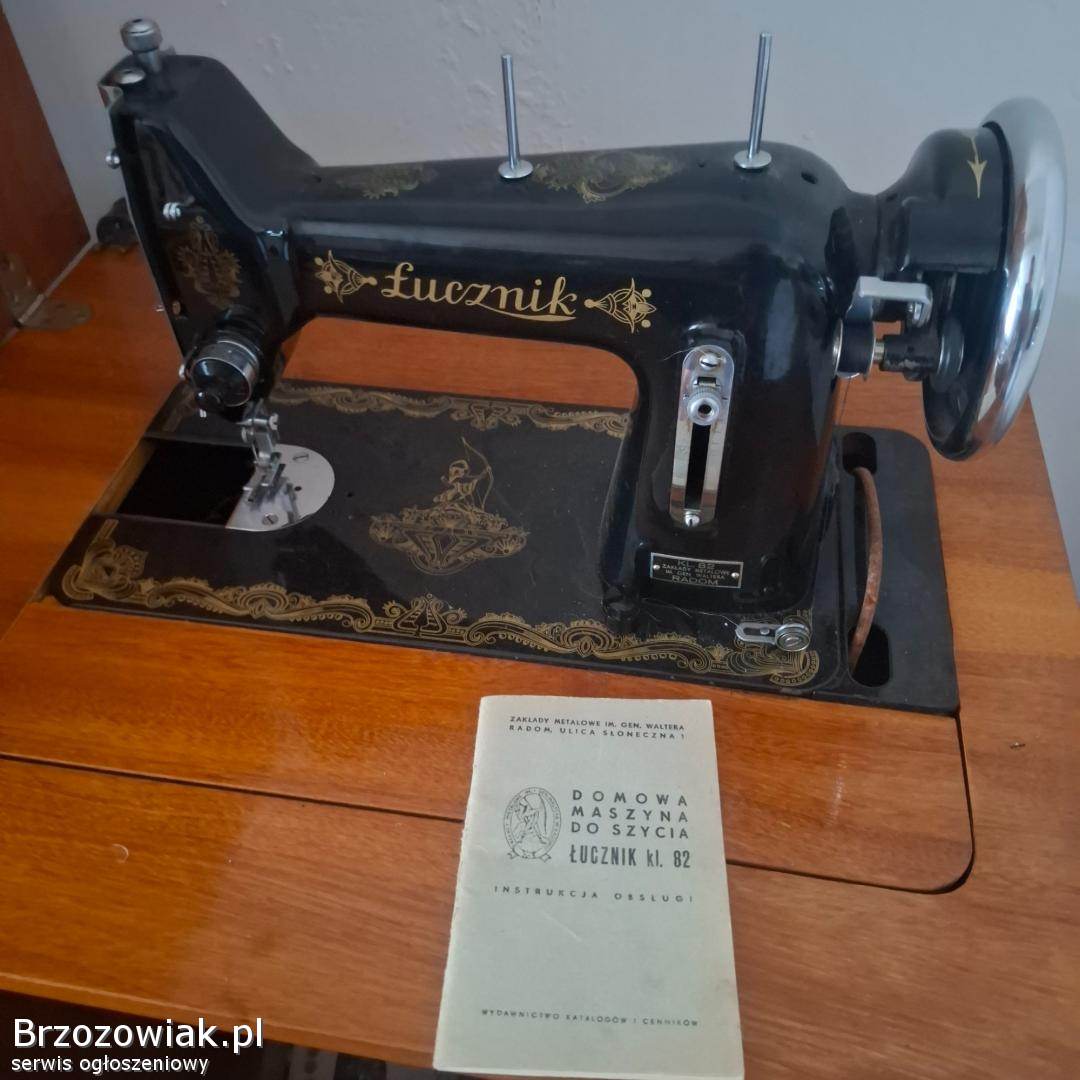 Łucznik
KL. 82
ZAKŁADY METALOWE
IM. GEN. WALTERA
RADOM
ZAKŁADY METALOWE IM. GEN. WALTERA
RADOM, ULICA SŁONECZNA 1
DOMOWA
MASZYNA
DO SZYCIA
ŁUCZNIK kl. 82
INSTRUKCJA OBSŁUGI
WYDAWNICTWO KATALOGÓW I CENNIKÓW
Brzozowiak.pl
serwis ogłoszeniowy